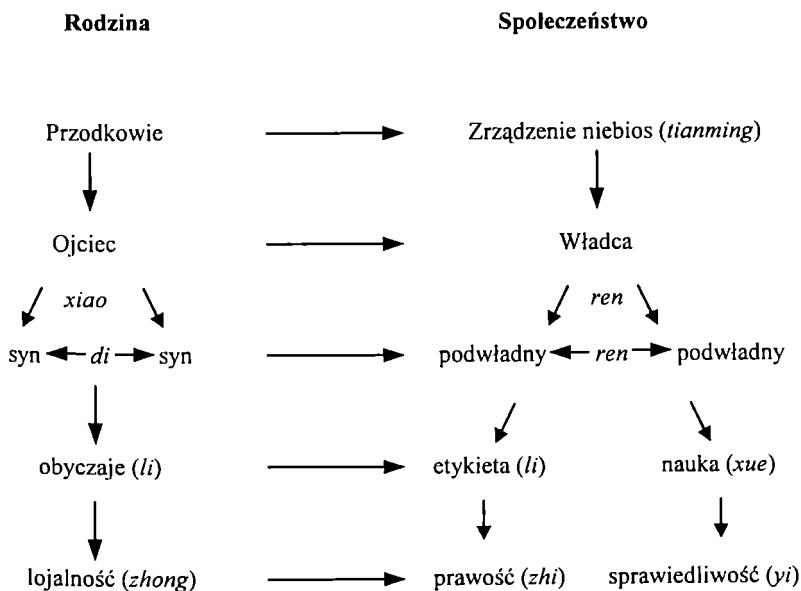 Rodzina Społeczeństwo
Przodkowie Zrządzenie niebios (tianming)
Ojciec Władca
xiao ren
syn di syn podwładny ren podwładny
obyczaje (li) etykieta (li) nauka (xue)
lojalność (zhong) prawość (zhi) sprawiedliwość (yi)